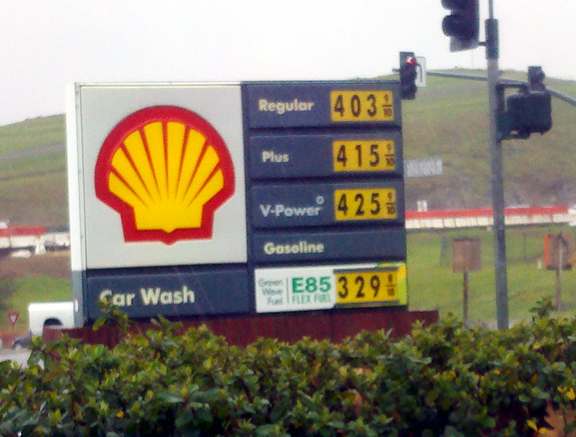 Regular 403 9/10
Plus 415 9/10
V-Power 425 9/10
Gasoline
Green Wave Fuel E85 FLEX FUEL 329 9/10
Car Wash